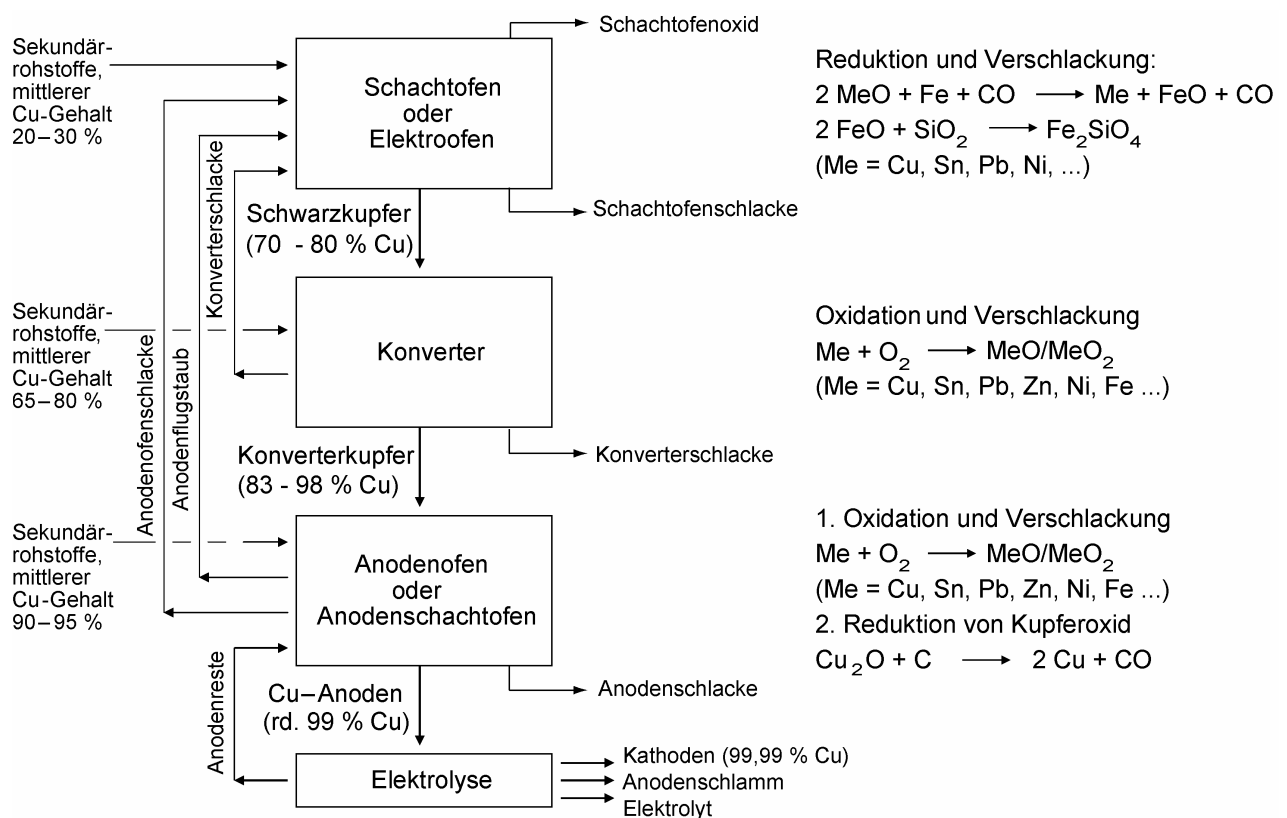 Schachtofenoxid
Sekundär-
rohstoffe,
mittlerer
Cu-Gehalt
20–30 %
Schachtofen
oder
Elektroofen
Reduktion und Verschlackung:
2 MeO + Fe + CO → Me + FeO + CO
2 FeO + SiO₂ → Fe₂SiO₄
(Me = Cu, Sn, Pb, Ni, ...)
Konverterschlacke
Schwarzkupfer
(70 - 80 % Cu)
Schachtofenschlacke
Sekundär-
rohstoffe,
mittlerer
Cu-Gehalt
65–80 %
Anodenofenschlacke
Anodenflugstaub
Konverter
Oxidation und Verschlackung
Me + O₂ → MeO/MeO₂
(Me = Cu, Sn, Pb, Zn, Ni, Fe ...)
Konverterkupfer
(83 - 98 % Cu)
Konverterschlacke
Sekundär-
rohstoffe,
mittlerer
Cu-Gehalt
90–95 %
Anodenofen
oder
Anodenschachtofen
1. Oxidation und Verschlackung
Me + O₂ → MeO/MeO₂
(Me = Cu, Sn, Pb, Zn, Ni, Fe ...)
2. Reduktion von Kupferoxid
Cu₂O + C → 2 Cu + CO
Anodenreste
Cu–Anoden
(rd. 99 % Cu)
Anodenschlacke
Elektrolyse
Kathoden (99,99 % Cu)
Anodenschlamm
Elektrolyt